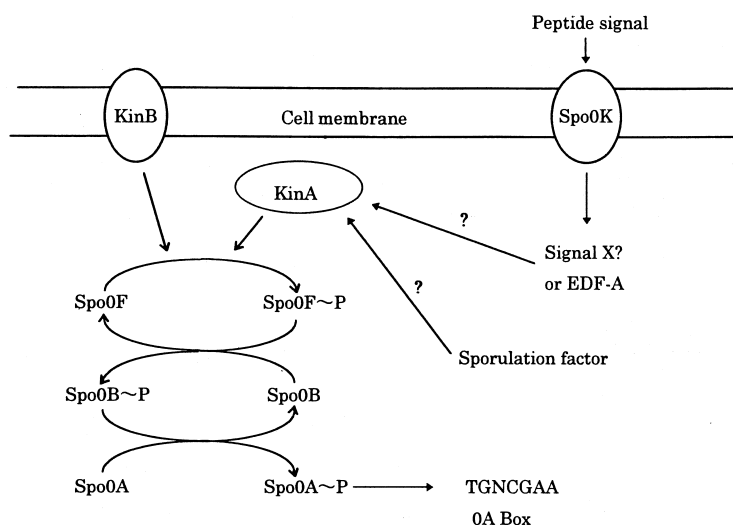 Peptide signal
KinB
Cell membrane
Spo0K
KinA
?
Signal X?
or EDF-A
?
Spo0F
Spo0F~P
Sporulation factor
Spo0B~P
Spo0B
Spo0A
Spo0A~P
TGNCGAA
0A Box